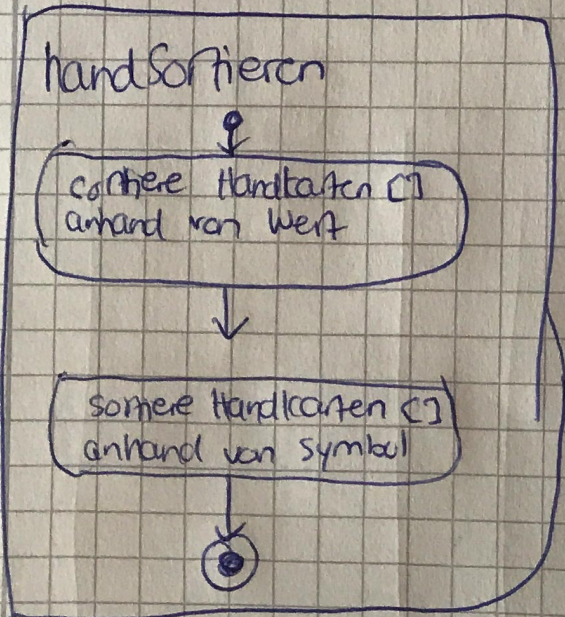 handSortieren
sortiere Handkarten []
anhand von Wert
sortiere Handkarten []
anhand von Symbol